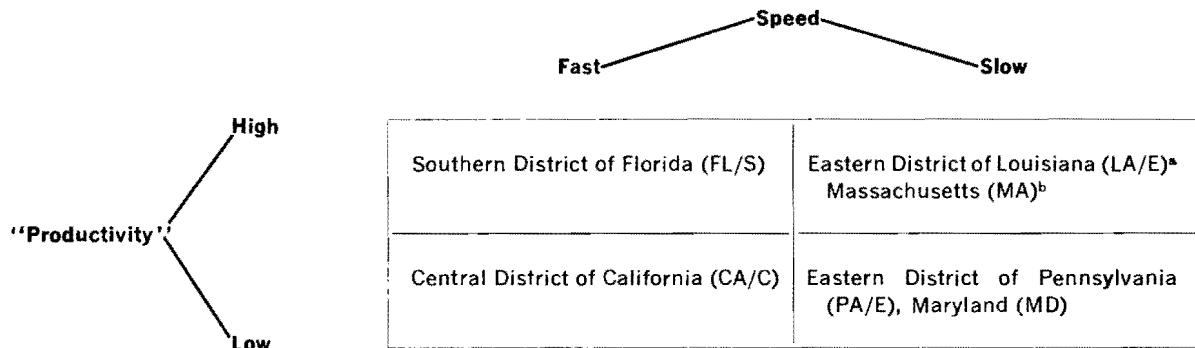 Speed
Fast
Slow
High
Southern District of Florida (FL/S)
Eastern District of Louisiana (LA/E)ᵃ
Massachusetts (MA)ᵇ
"Productivity"
Central District of California (CA/C)
Eastern District of Pennsylvania
(PA/E), Maryland (MD)
Low